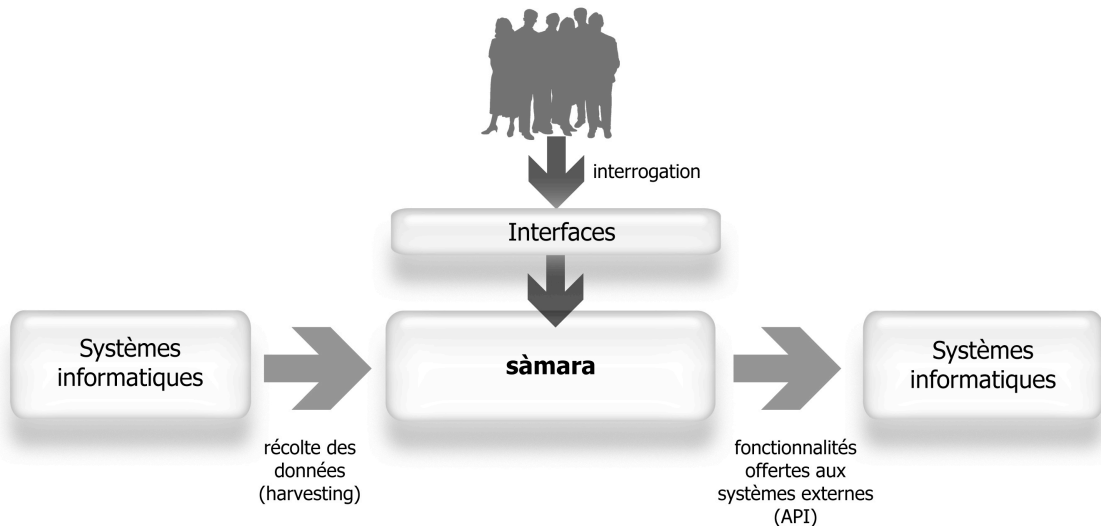 interrogation
Interfaces
Systèmes
informatiques
sàmara
Systèmes
informatiques
récolte des
données
(harvesting)
fonctionnalités
offertes aux
systèmes externes
(API)